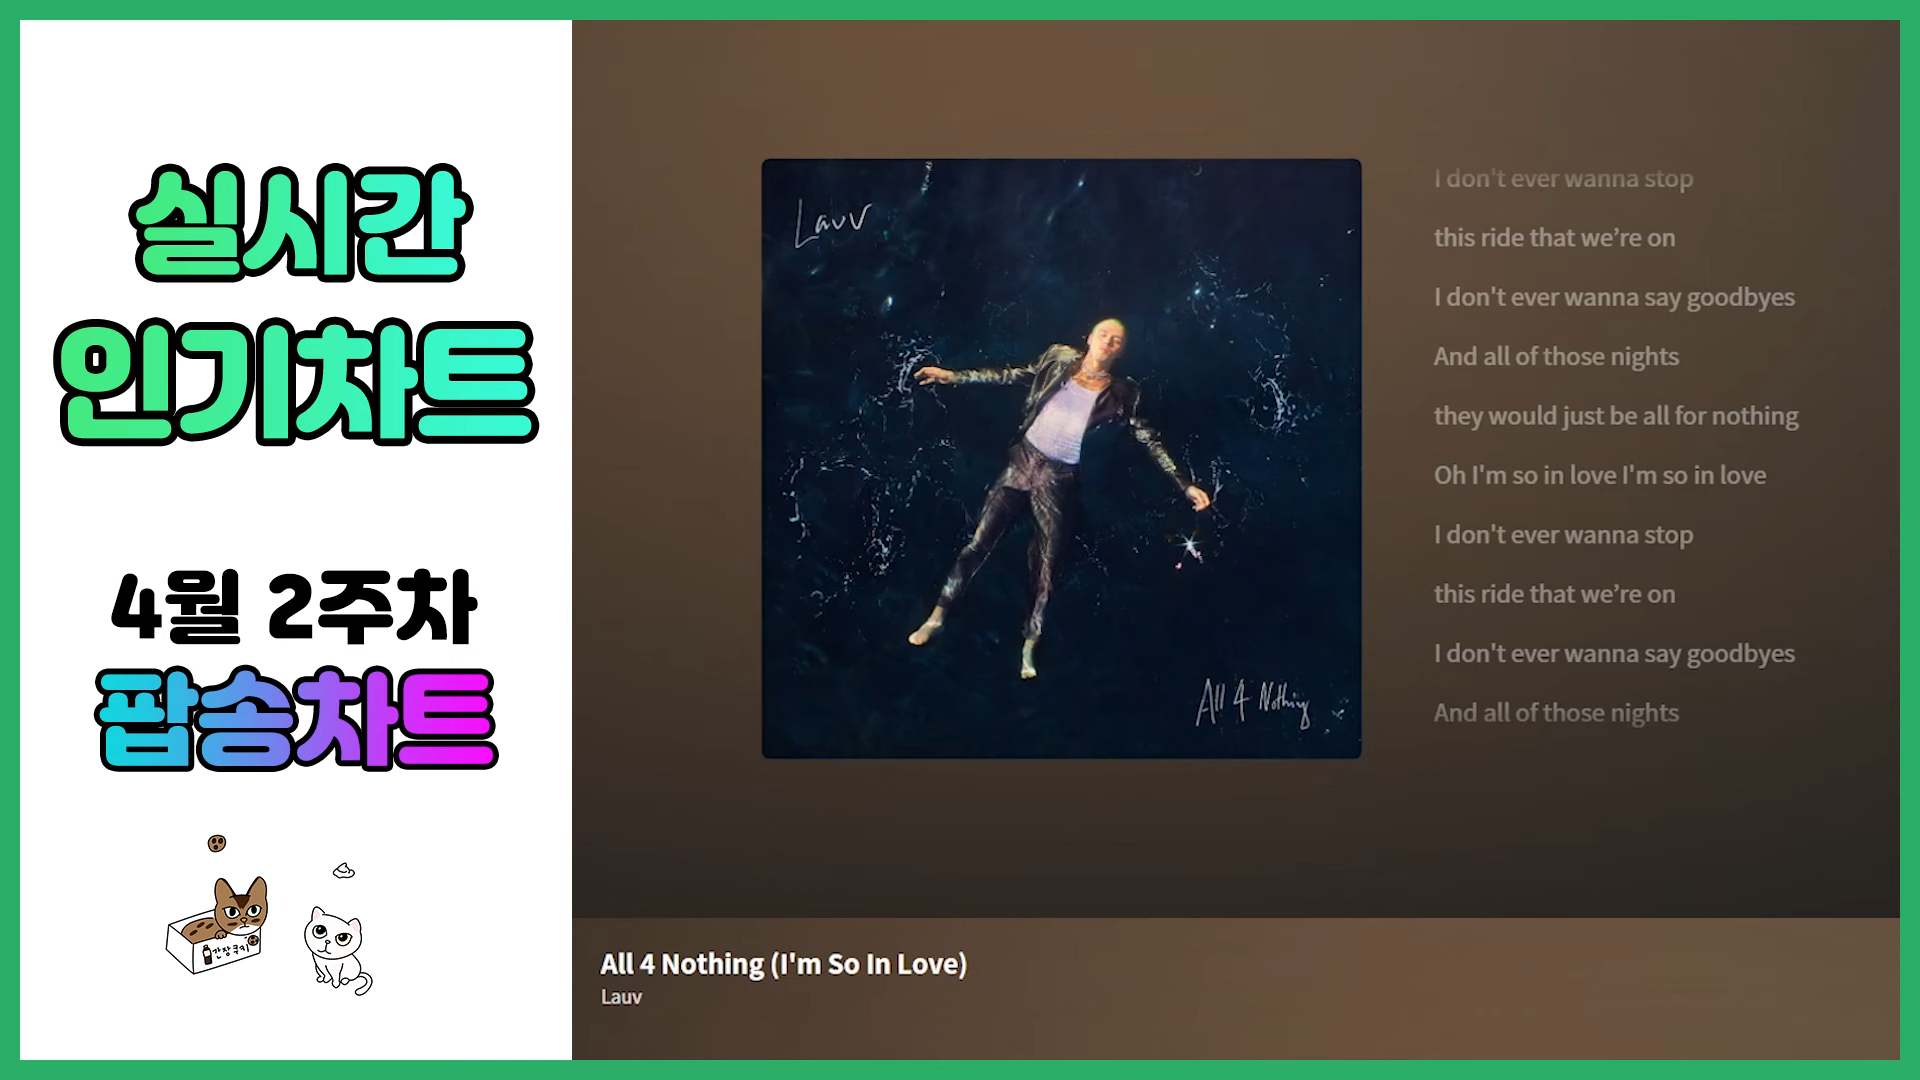 실시간
인기차트
4월 2주차
팝송차트
간장쿠키
Lauv
All 4 Nothing
I don't ever wanna stop
this ride that we’re on
I don't ever wanna say goodbyes
And all of those nights
they would just be all for nothing
Oh I'm so in love I'm so in love
I don't ever wanna stop
this ride that we’re on
I don't ever wanna say goodbyes
And all of those nights
All 4 Nothing (I'm So In Love)
Lauv